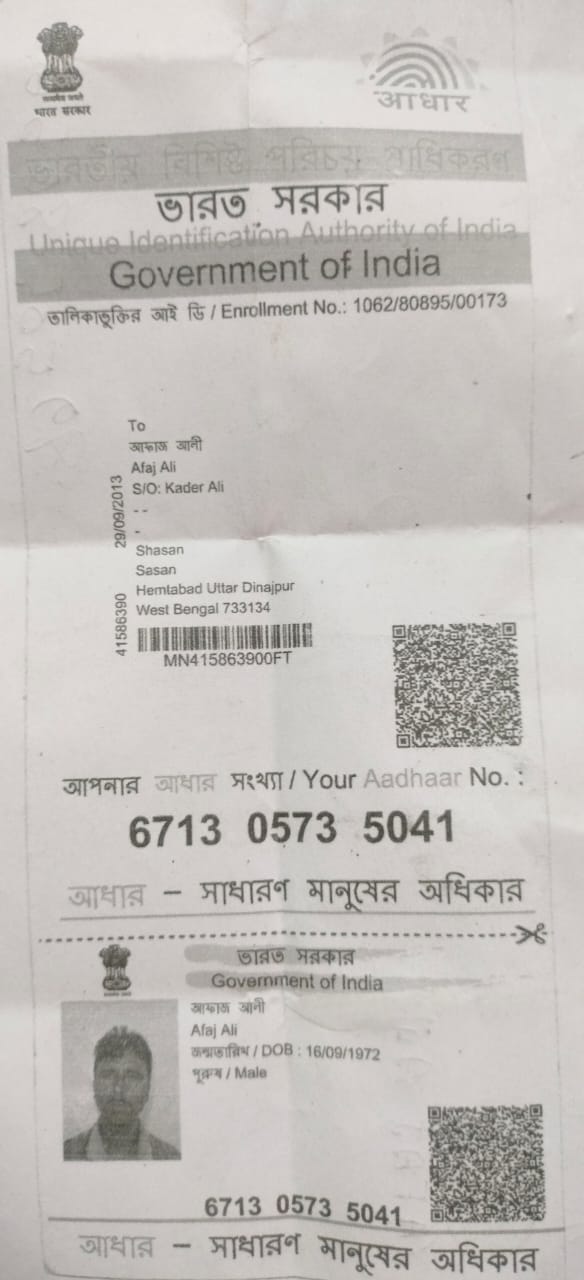 भारत सरकार
आधार
ভারতীয় বিশিষ্ট পরিচয় প্রাধিকরণ
ভারত সরকার
Unique Identification Authority of India
Government of India
তালিকাভুক্তির আই ডি / Enrollment No.: 1062/80895/00173
To
আফাজ আলী
Afaj Ali
S/O: Kader Ali
--
-
Shasan
Sasan
Hemtabad Uttar Dinajpur
West Bengal 733134
29/09/2013
41586390
MN415863900FT
আপনার আধার সংখ্যা / Your Aadhaar No. :
6713 0573 5041
আধার – সাধারণ মানুষের অধিকার
ভারত সরকার
Government of India
আফাজ আলী
Afaj Ali
জন্মতারিখ / DOB : 16/09/1972
পুরুষ / Male
6713 0573 5041
আধার – সাধারণ মানুষের অধিকার